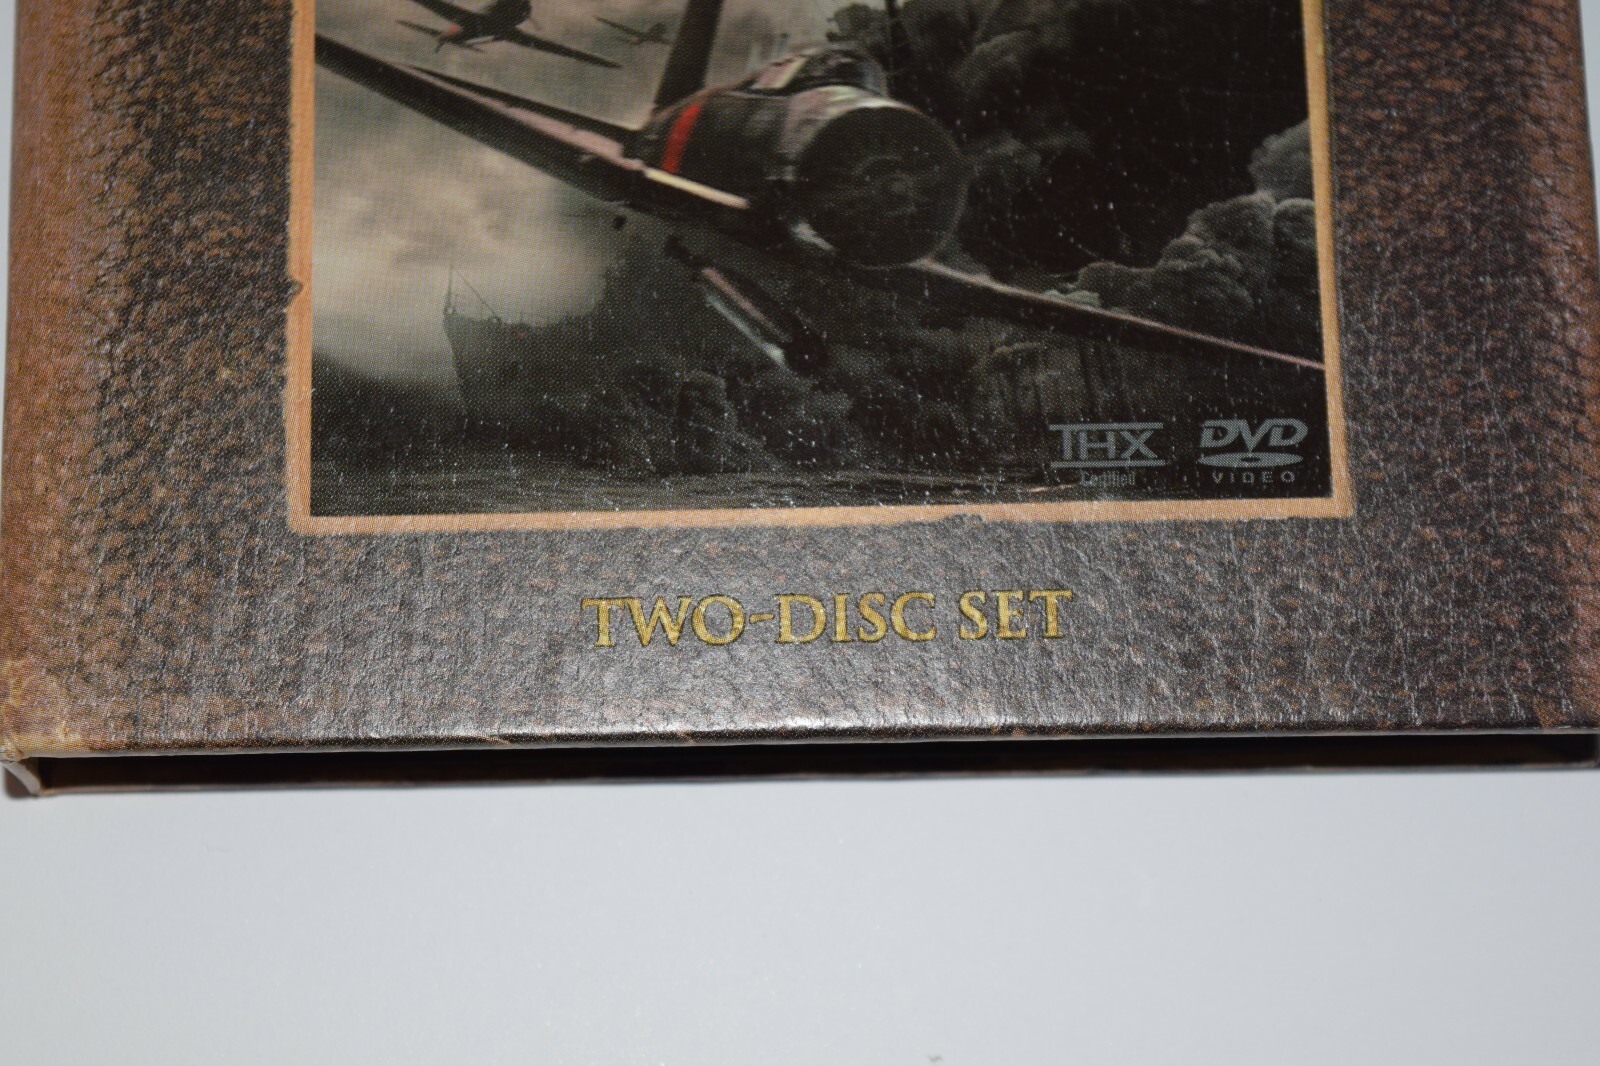 THX
Certified
DVD
VIDEO
TWO-DISC SET